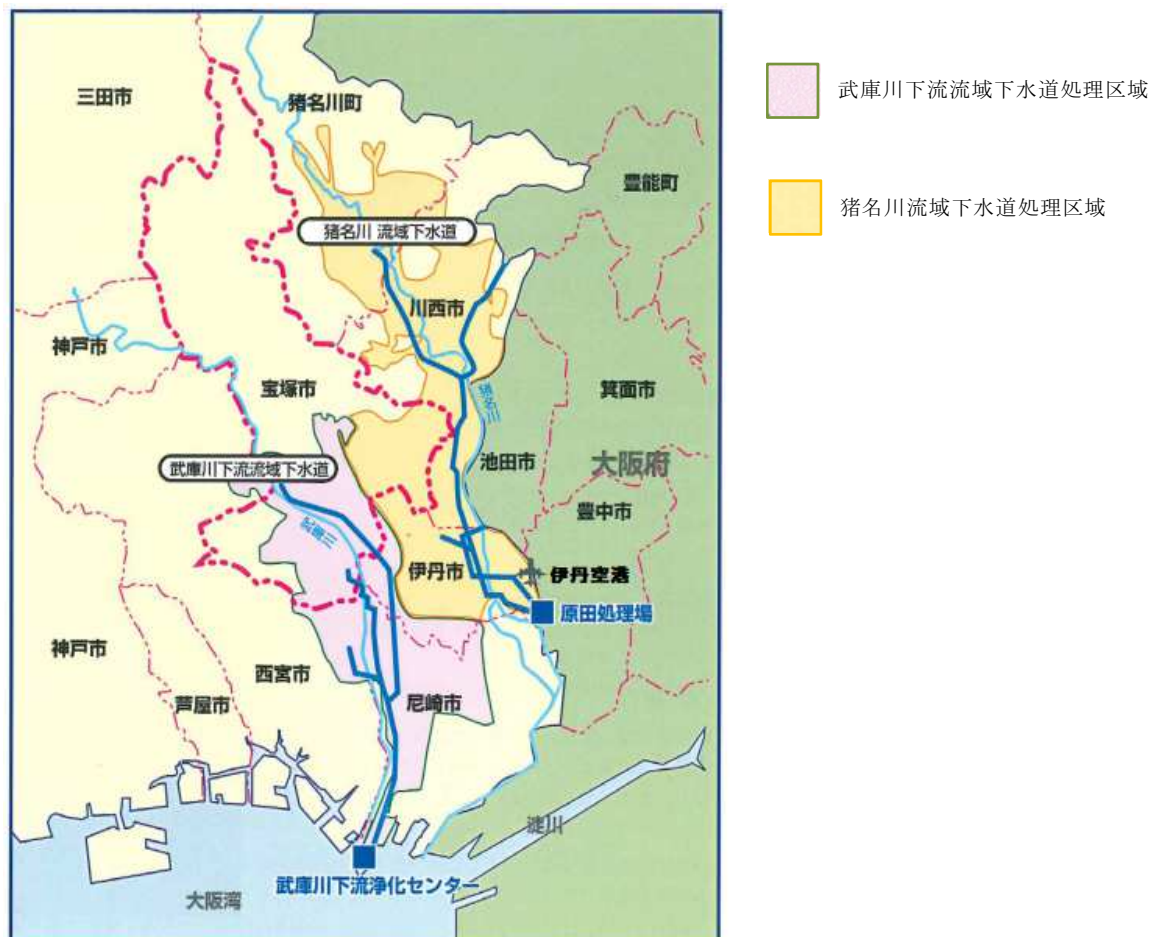 三田市
猪名川町
豊能町
猪名川 流域下水道
川西市
神戸市
宝塚市
猪名川
箕面市
池田市
大阪府
武庫川下流流域下水道
豊中市
武庫川
伊丹市
伊丹空港
原田処理場
神戸市
西宮市
芦屋市
尼崎市
淀川
武庫川下流浄化センター
大阪湾
武庫川下流流域下水道処理区域
猪名川流域下水道処理区域